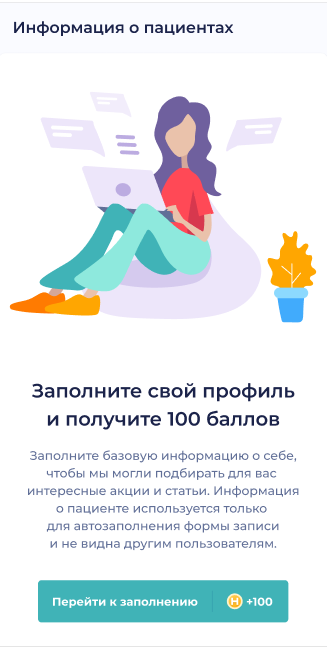 Информация о пациентах
Заполните свой профиль
и получите 100 баллов
Заполните базовую информацию о себе,
чтобы мы могли подбирать для вас
интересные акции и статьи. Информация
о пациенте используется только
для автозаполнения формы записи
и не видна другим пользователям.
Перейти к заполнению Н +100